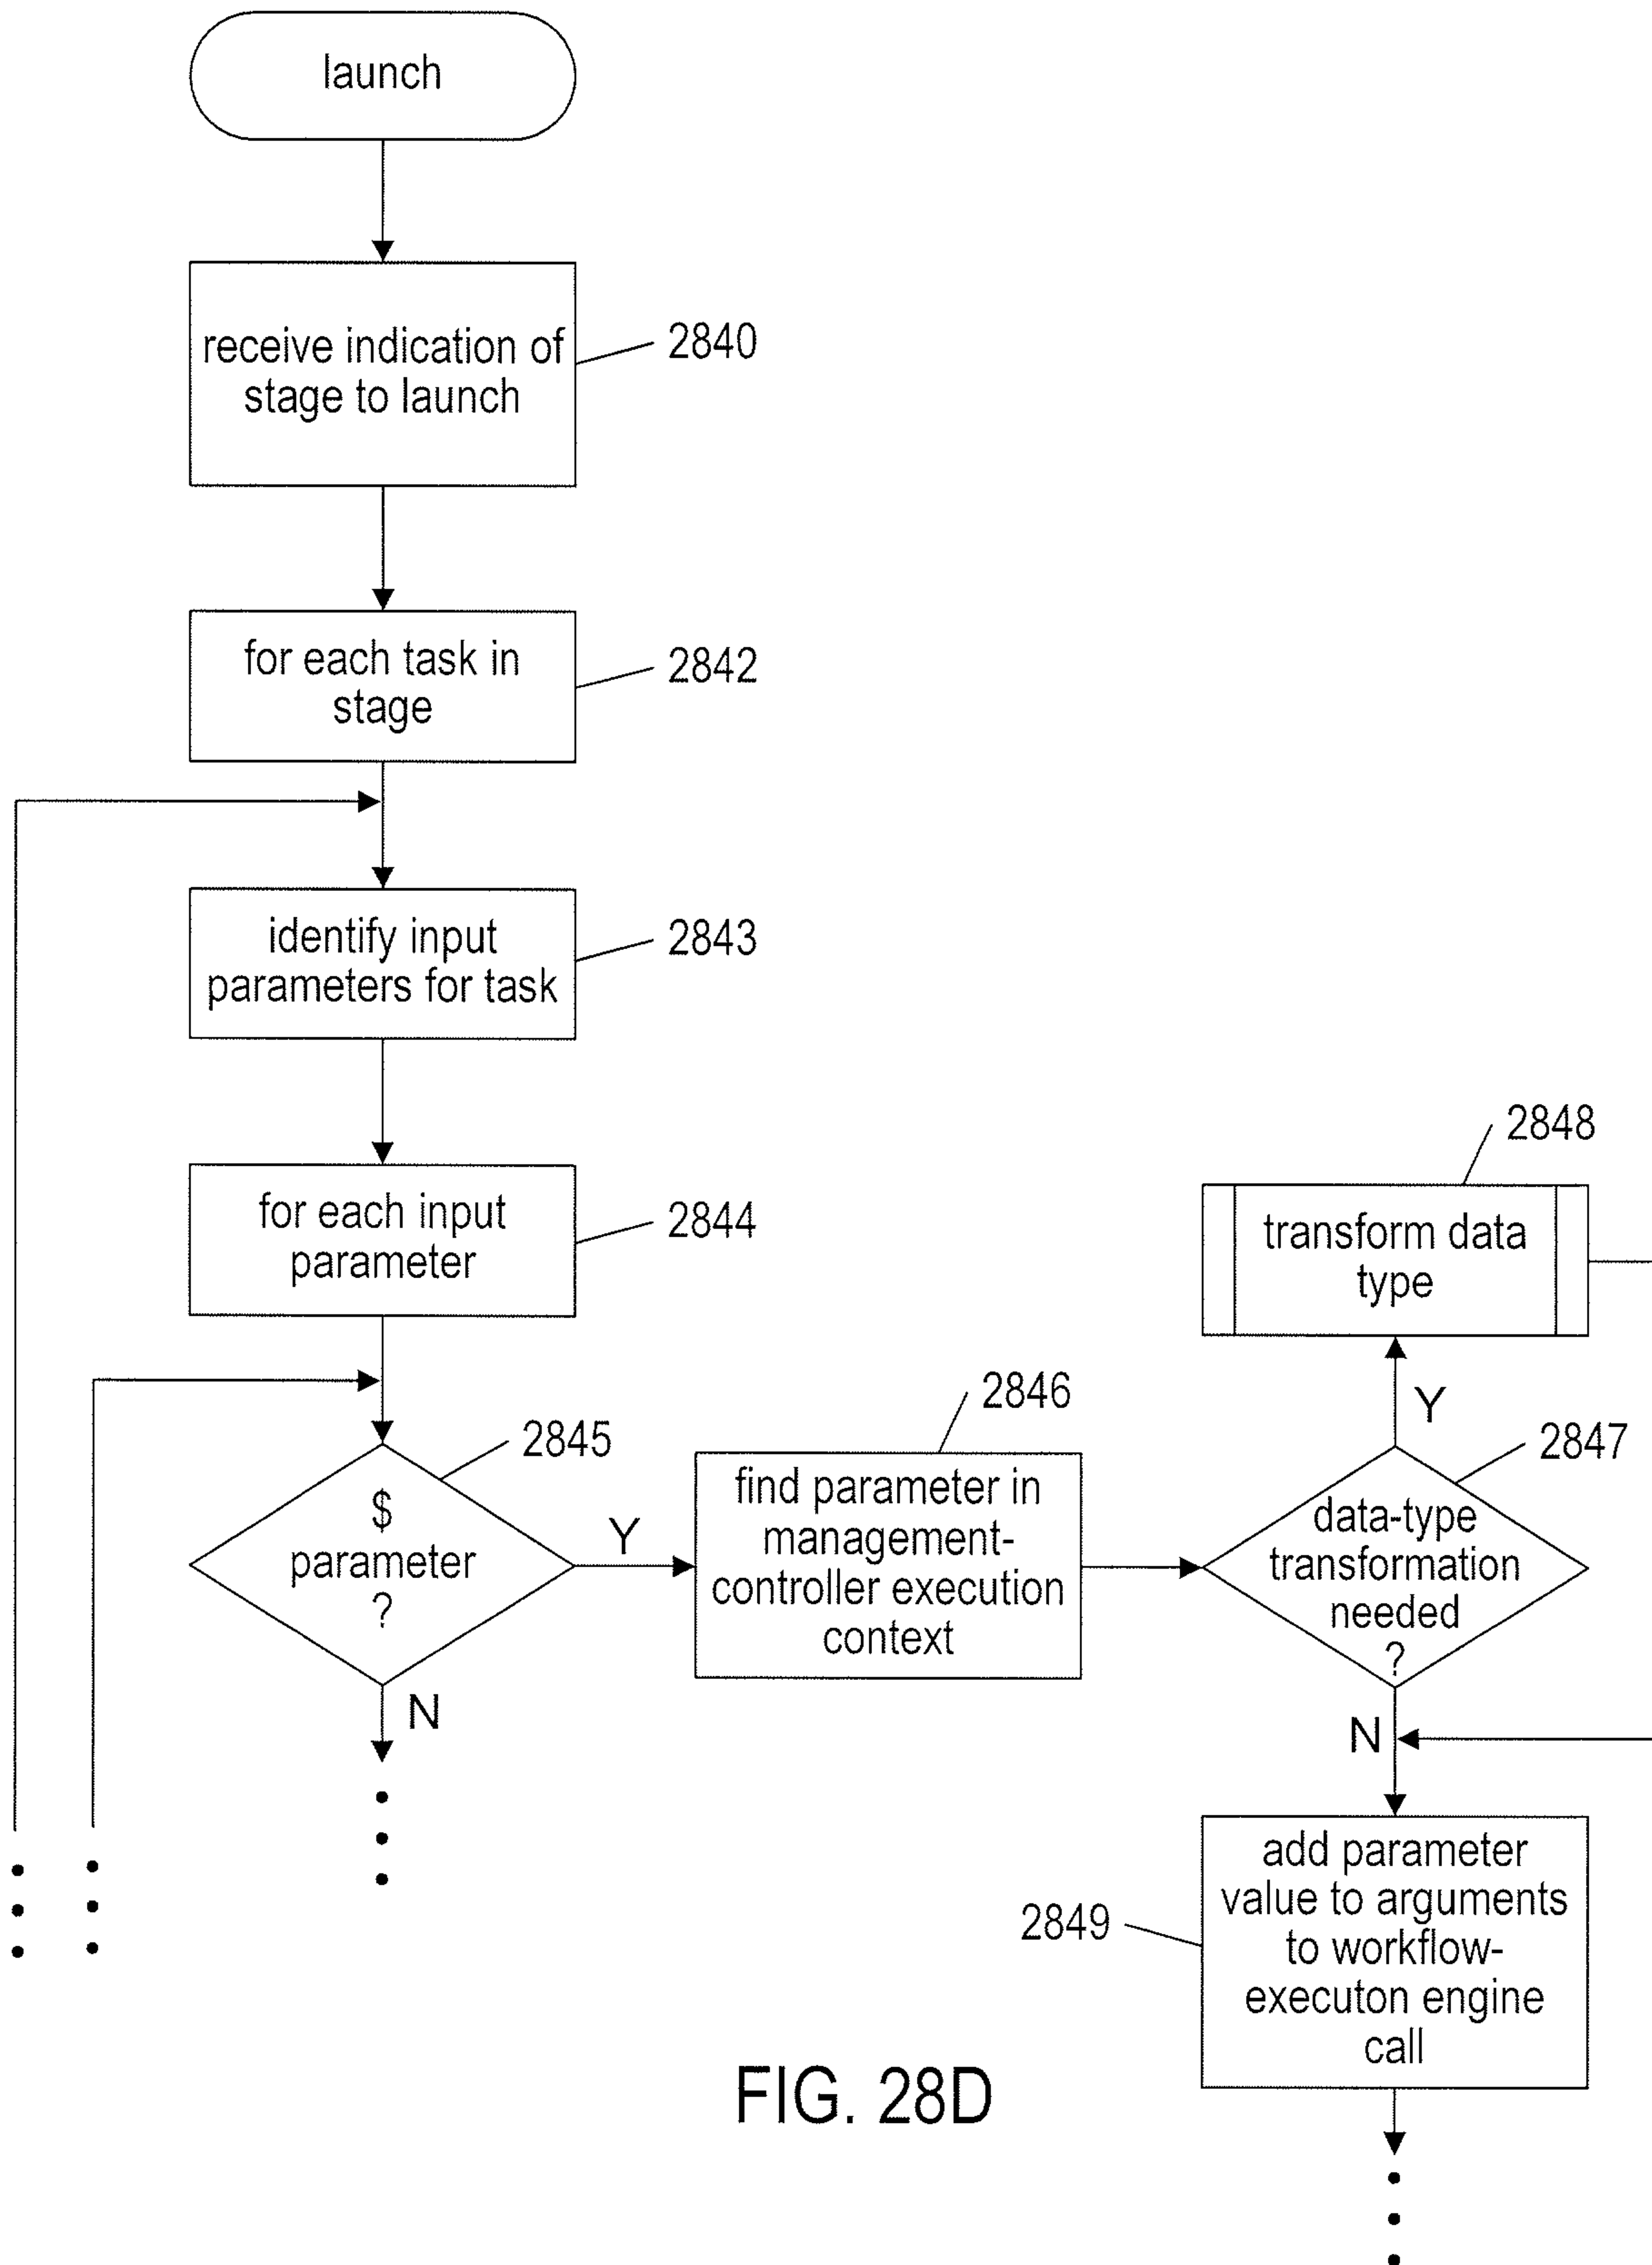 launch
receive indication of
stage to launch
2840
for each task in
stage
2842
identify input
parameters for task
2843
for each input
parameter
2844
2848
transform data
type
Y
2845
$
parameter
?
Y
N
2846
find parameter in
management-
controller execution
context
2847
data-type
transformation
needed
?
N
2849
add parameter
value to arguments
to workflow-
executon engine
call
FIG. 28D